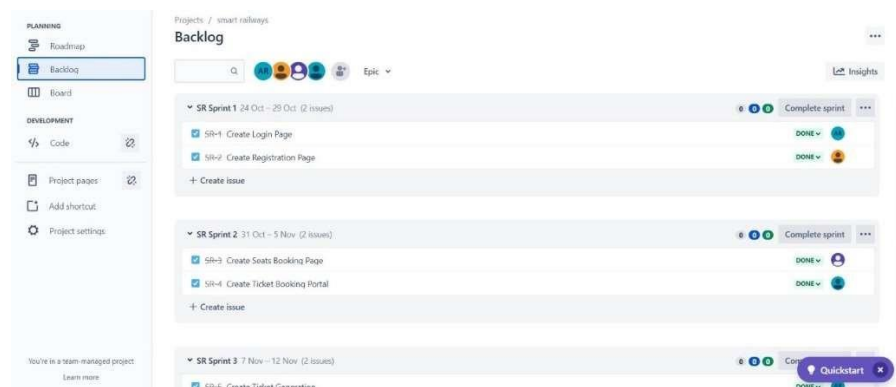 PLANNING
Roadmap
Backlog
Board
DEVELOPMENT
Code
Project pages
Add shortcut
Project settings
You're in a team-managed project
Learn more
Projects / smart railways
Backlog
AR
Epic
Insights
SR Sprint 1 24 Oct – 29 Oct (2 issues)
0 0 0 Complete sprint
SR-1 Create Login Page DONE AR
SR-2 Create Registration Page DONE
+ Create issue
SR Sprint 2 31 Oct – 5 Nov (2 issues)
0 0 0 Complete sprint
SR-3 Create Seats Booking Page DONE
SR-4 Create Ticket Booking Portal DONE
+ Create issue
SR Sprint 3 7 Nov – 12 Nov (2 issues)
0 0 0
Quickstart
SR-5 Create Ticket Generation DONE